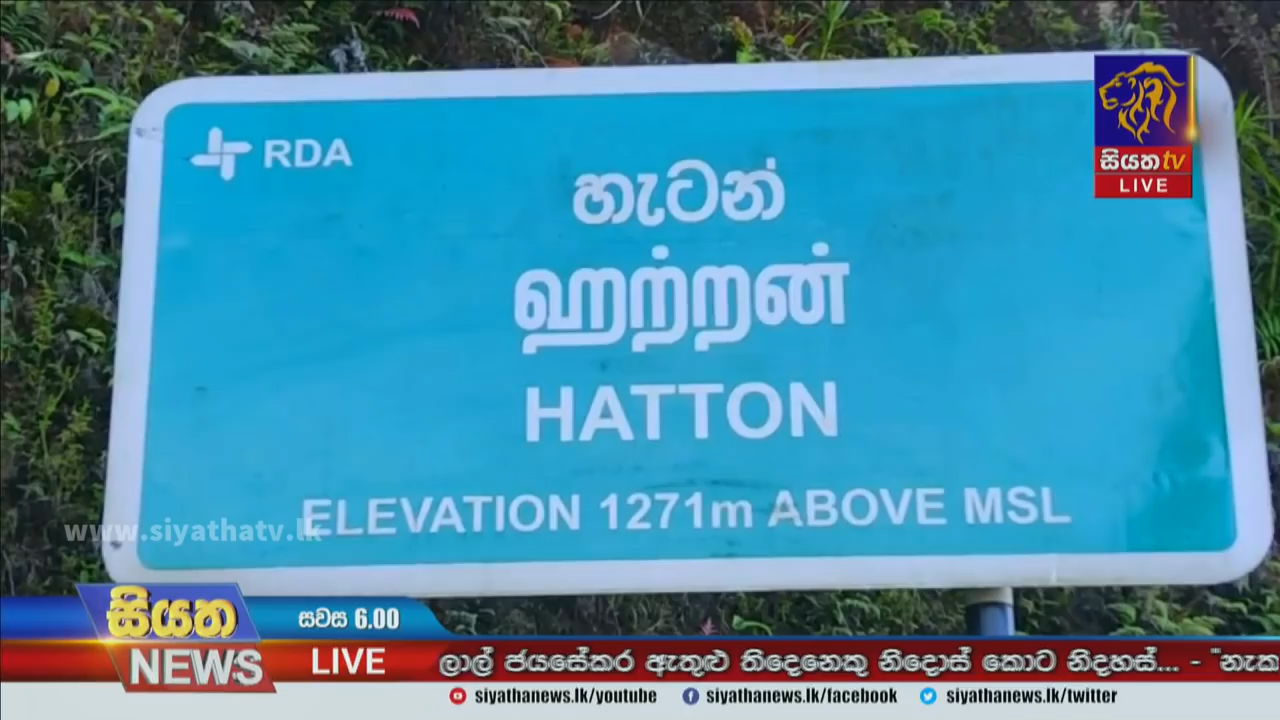 RDA
හැටන්
ஹற்றன்
HATTON
ELEVATION 1271m ABOVE MSL
සියත tv
LIVE
www.siyathatv.lk
සියත
NEWS
සවස 6.00
LIVE
ලාල් ජයසේකර ඇතුළු තිදෙනෙකු නිදොස් කොට නිදහස්... - "නැක
siyathanews.lk/youtube
siyathanews.lk/facebook
siyathanews.lk/twitter